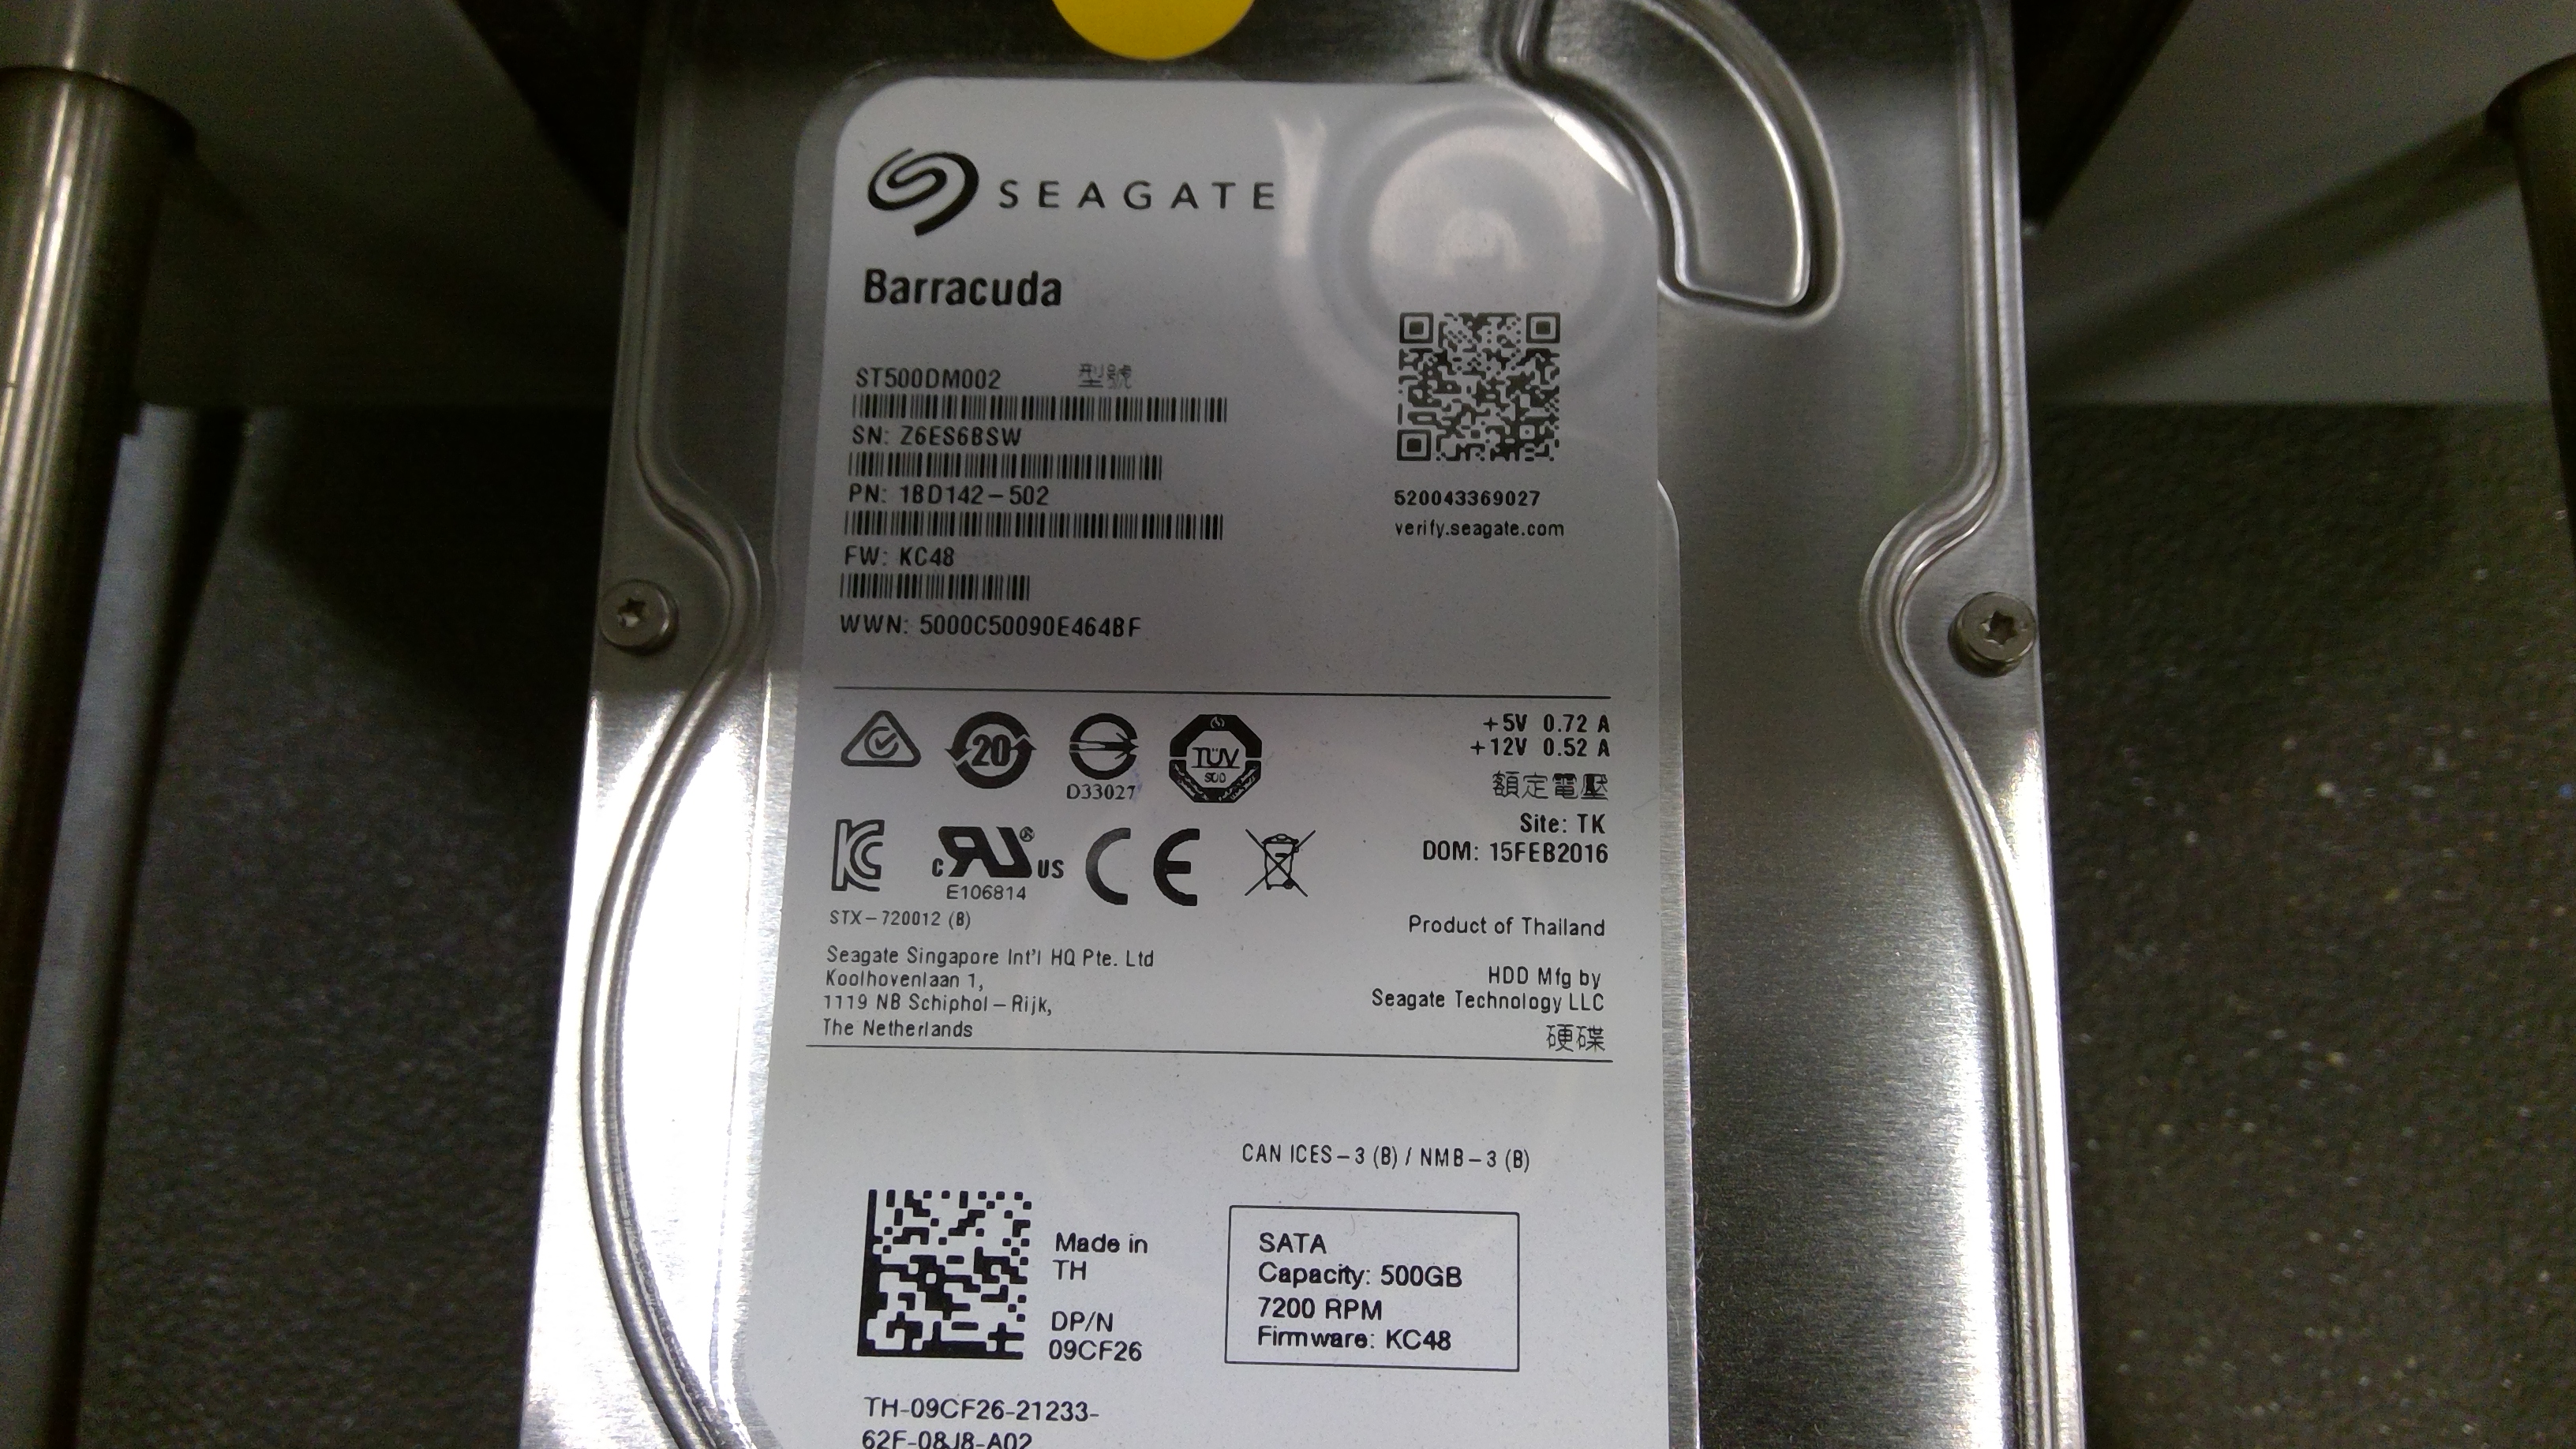 SEAGATE
Barracuda
ST500DM002 型號
SN: Z6ES6BSW
PN: 1BD142-502
FW: KC48
WWN: 5000C50090E464BF
520043369027
verify.seagate.com
20
D33027
TÜV
SÜD
+5V 0.72 A
+12V 0.52 A
額定電壓
Site: TK
DOM: 15FEB2016
KC
c RU ® US
E106814
CE
STX-720012 (B)
Seagate Singapore Int'l HQ Pte. Ltd
Koolhovenlaan 1,
1119 NB Schiphol-Rijk,
The Netherlands
Product of Thailand
HDD Mfg by
Seagate Technology LLC
硬碟
CAN ICES-3 (B) / NMB-3 (B)
Made in
TH
DP/N
09CF26
SATA
Capacity: 500GB
7200 RPM
Firmware: KC48
TH-09CF26-21233-
62F-08J8-A02